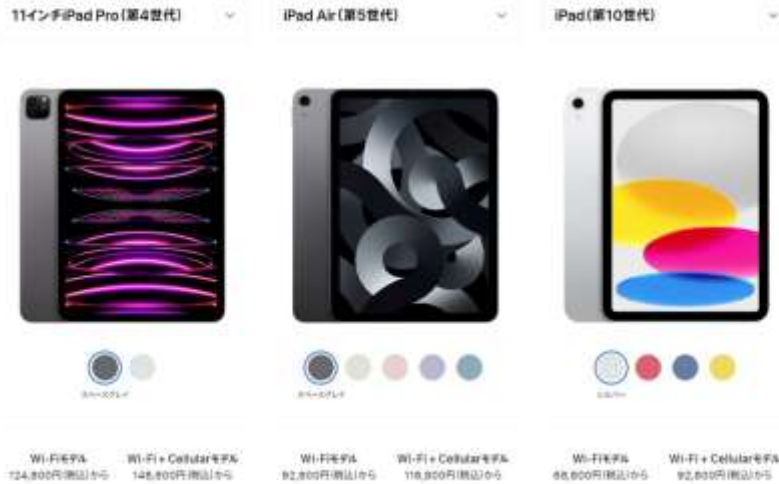 11インチiPad Pro(第4世代)
iPad Air(第5世代)
iPad(第10世代)
スペースグレイ
スペースグレイ
シルバー
Wi-Fiモデル
124,800円(税込)から
Wi-Fi + Cellularモデル
148,800円(税込)から
Wi-Fiモデル
92,800円(税込)から
Wi-Fi + Cellularモデル
116,800円(税込)から
Wi-Fiモデル
68,800円(税込)から
Wi-Fi + Cellularモデル
92,800円(税込)から